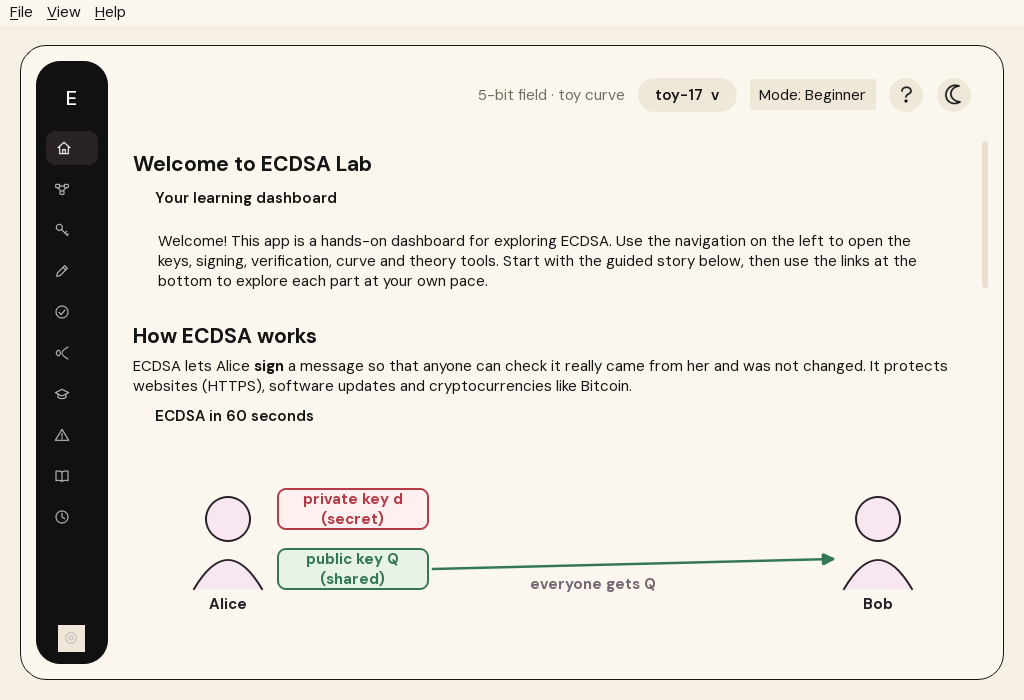 File View Help
E
5-bit field · toy curve toy-17 v Mode: Beginner ?
Welcome to ECDSA Lab
Your learning dashboard
Welcome! This app is a hands-on dashboard for exploring ECDSA. Use the navigation on the left to open the
keys, signing, verification, curve and theory tools. Start with the guided story below, then use the links at the
bottom to explore each part at your own pace.
How ECDSA works
ECDSA lets Alice sign a message so that anyone can check it really came from her and was not changed. It protects
websites (HTTPS), software updates and cryptocurrencies like Bitcoin.
ECDSA in 60 seconds
private key d
(secret)
public key Q
(shared)
everyone gets Q
Alice
Bob